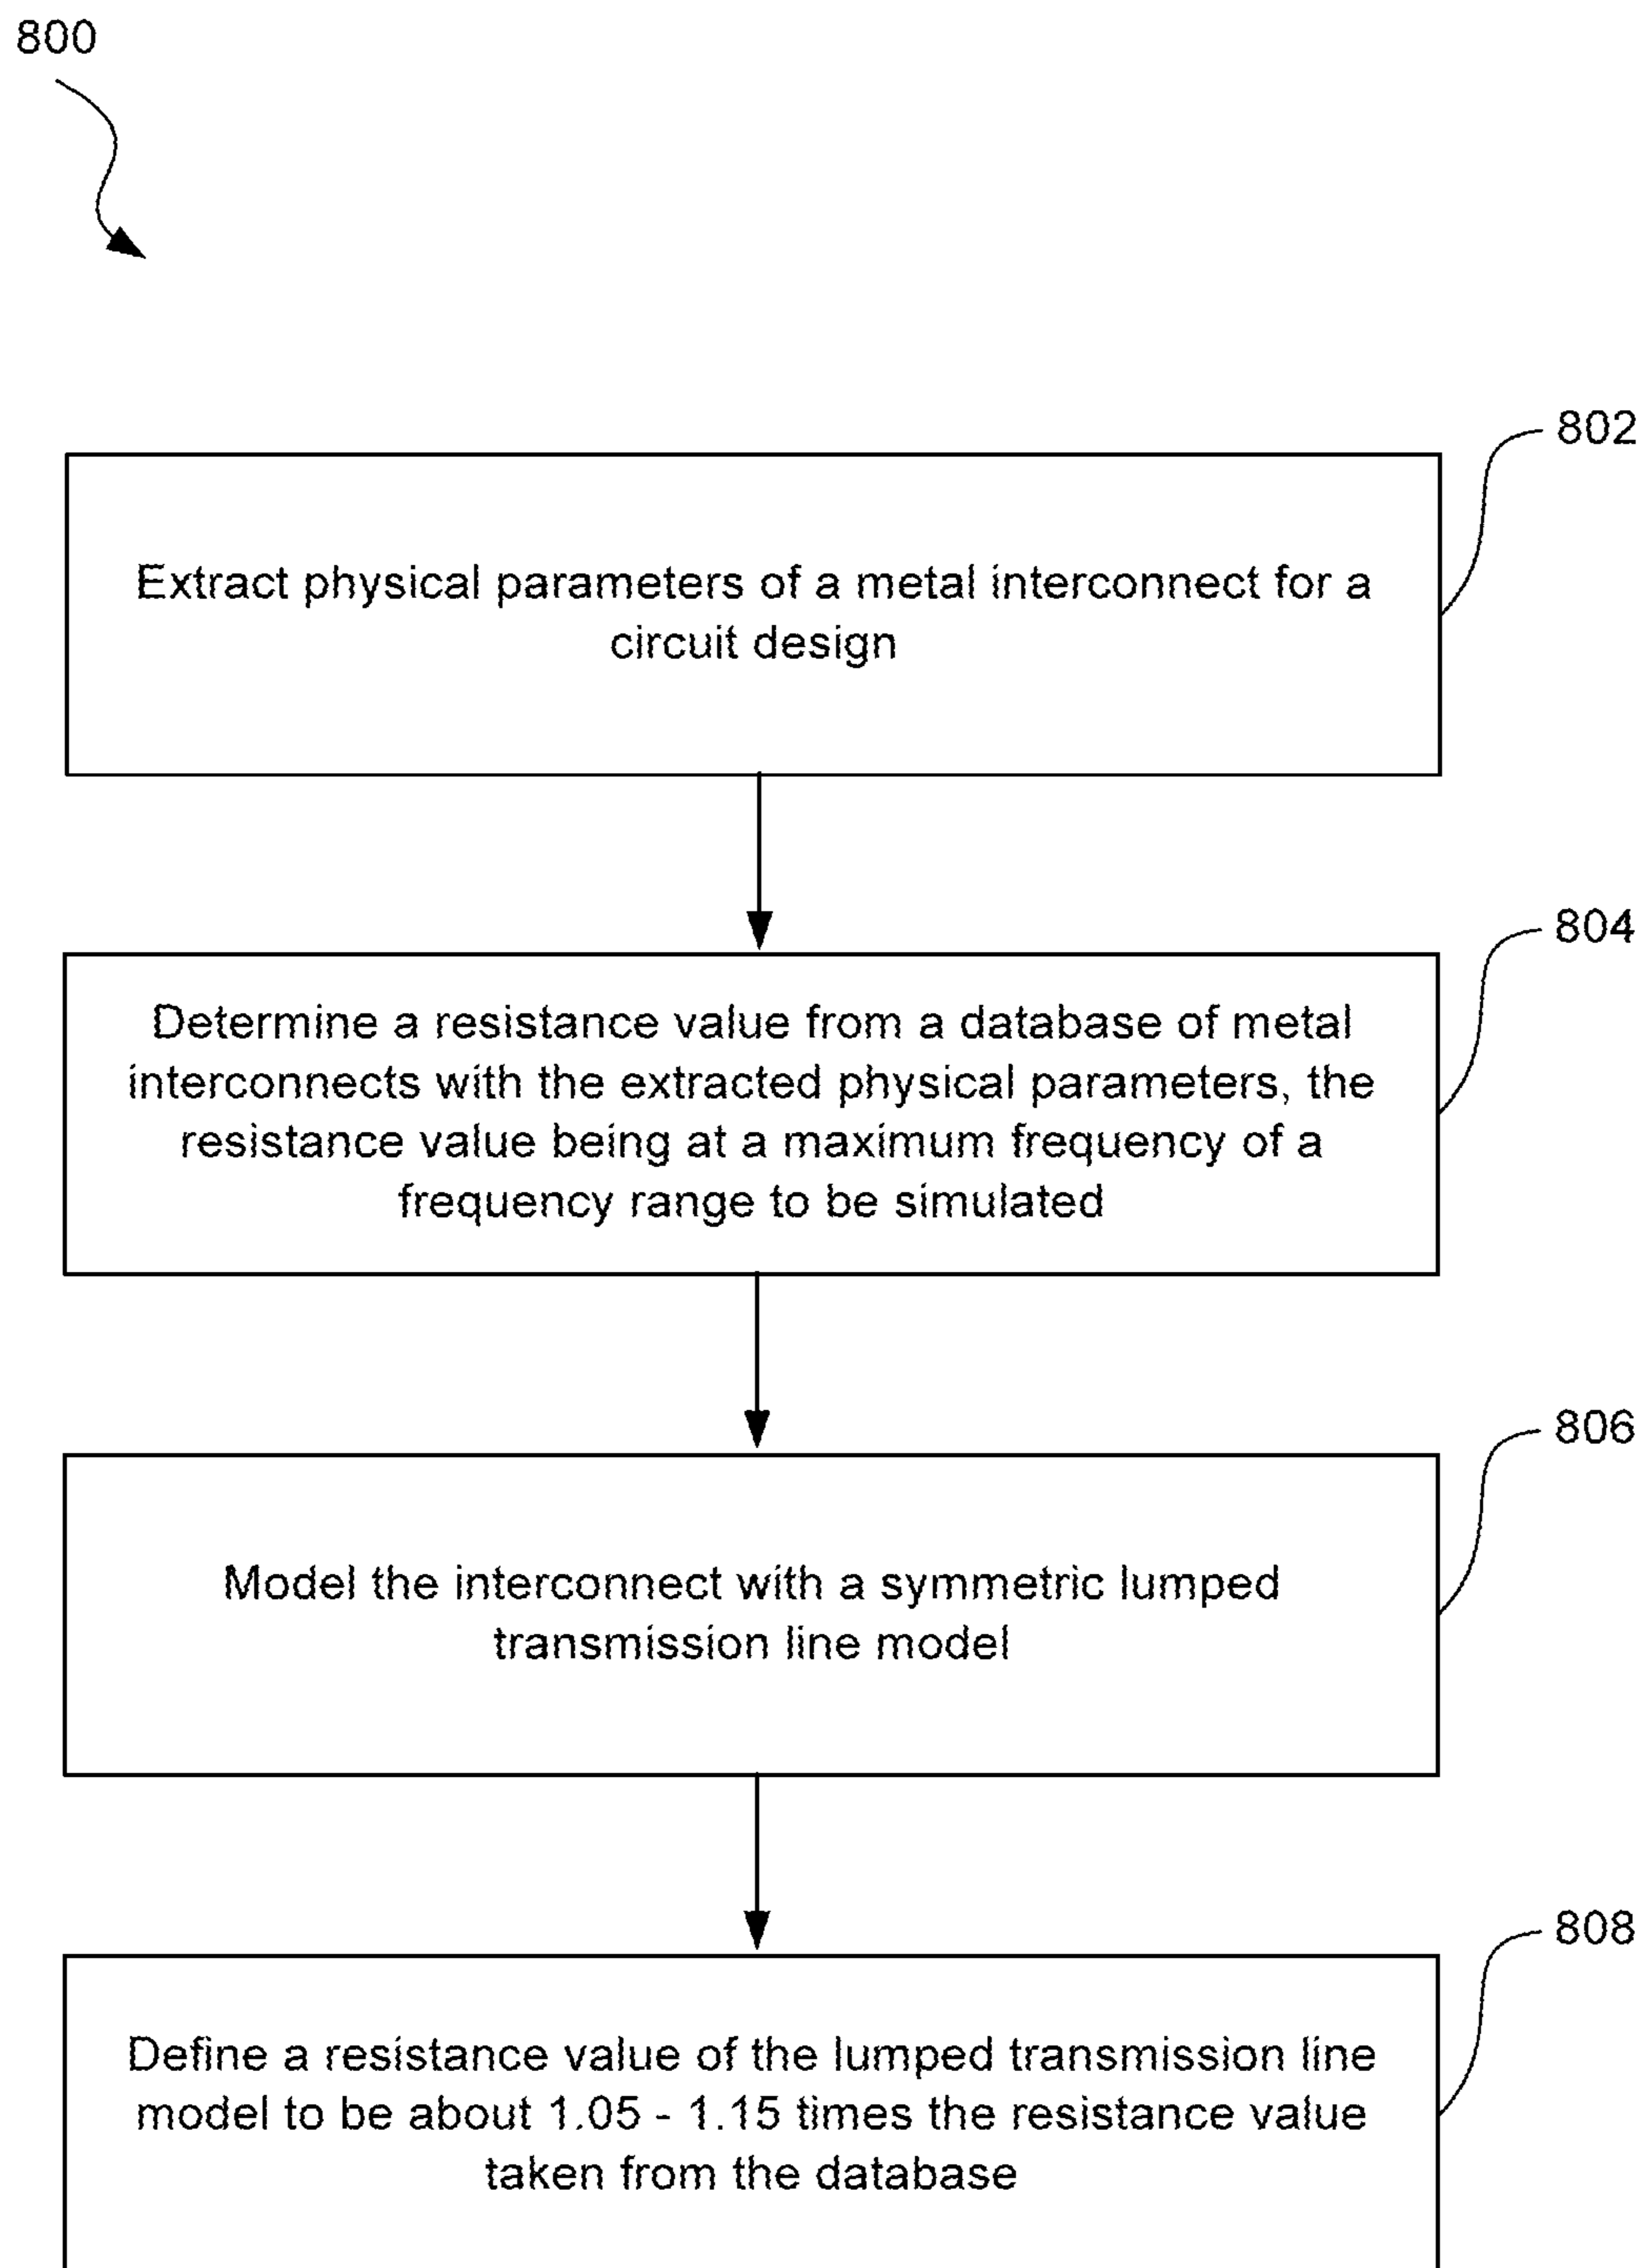 800
802
Extract physical parameters of a metal interconnect for a
circuit design
804
Determine a resistance value from a database of metal
interconnects with the extracted physical parameters, the
resistance value being at a maximum frequency of a
frequency range to be simulated
806
Model the interconnect with a symmetric lumped
transmission line model
808
Define a resistance value of the lumped transmission line
model to be about 1.05 - 1.15 times the resistance value
taken from the database